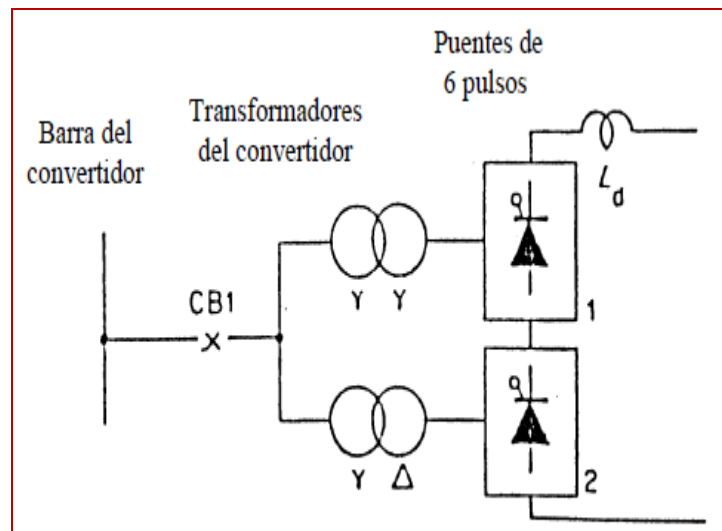 Puentes de
6 pulsos
Transformadores
del convertidor
Barra del
convertidor
L d
CB1
Y Y
1
Y Δ
2